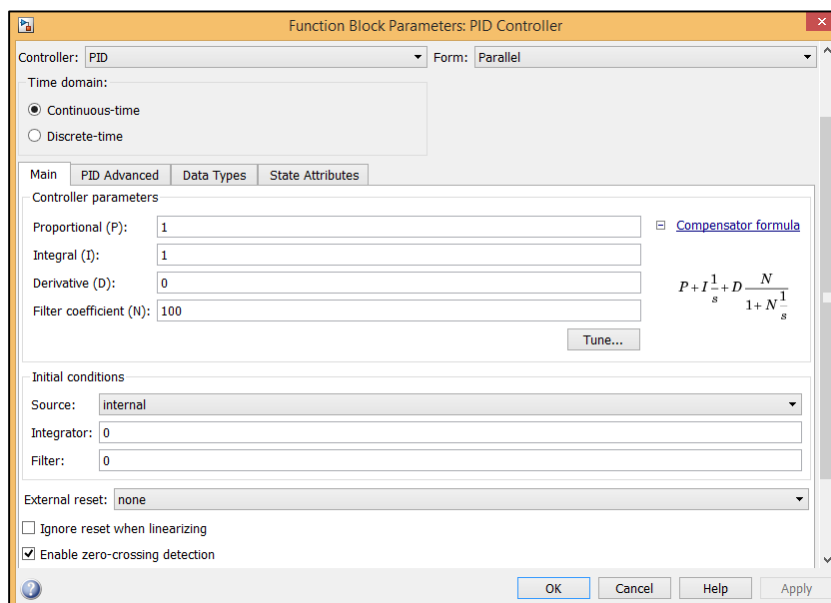 Function Block Parameters: PID Controller
Controller: PID Form: Parallel
Time domain:
Continuous-time
Discrete-time
Main PID Advanced Data Types State Attributes
Controller parameters
Proportional (P): 1 Compensator formula
Integral (I): 1
Derivative (D): 0
P + I 1/s + D N/(1 + N 1/s)
Filter coefficient (N): 100
Tune...
Initial conditions
Source: internal
Integrator: 0
Filter: 0
External reset: none
Ignore reset when linearizing
Enable zero-crossing detection
? OK Cancel Help Apply